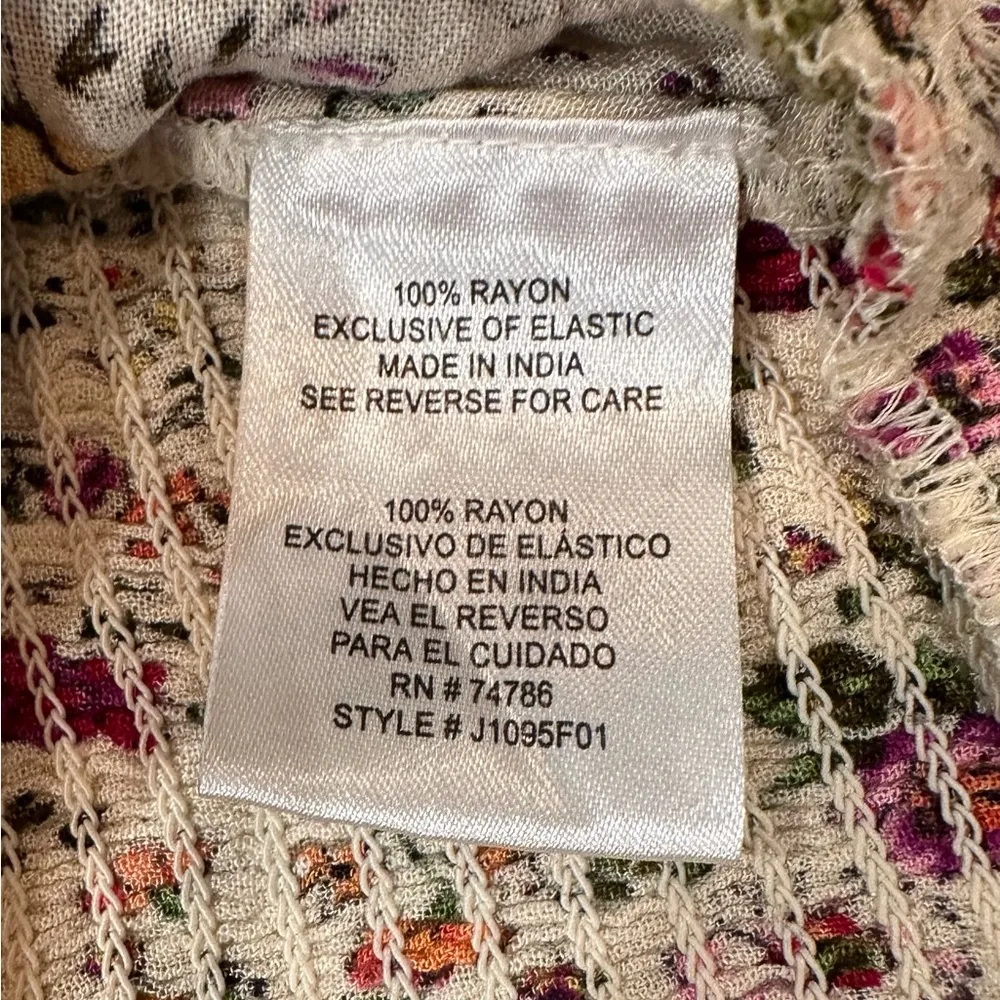 100% RAYON
EXCLUSIVE OF ELASTIC
MADE IN INDIA
SEE REVERSE FOR CARE
100% RAYON
EXCLUSIVO DE ELÁSTICO
HECHO EN INDIA
VEA EL REVERSO
PARA EL CUIDADO
RN # 74786
STYLE # J1095F01